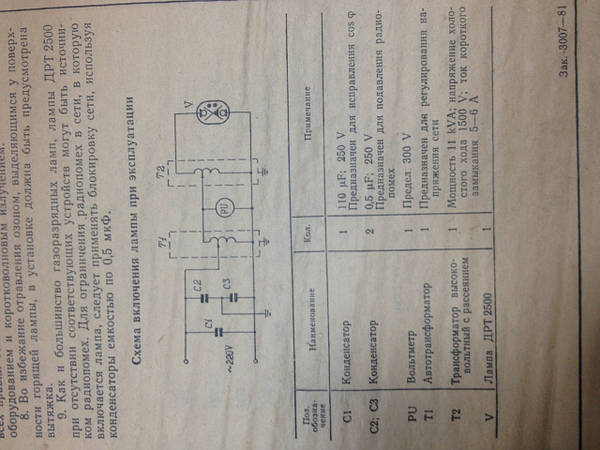 оборудованием и коротковолновым излучением.
8. Во избежание отравления озоном, выделяющимся у поверх-
ности горящей лампы, в установке должна быть предусмотрена
вытяжка.
9. Как и большинство газоразрядных ламп, лампы ДРТ 2500
при отсутствии соответствующих устройств могут быть источни-
ком радиопомех. Для ограничения радиопомех в сети, в которую
включается лампа, следует применять блокировку сети, используя
конденсаторы емкостью по 0,5 мкФ.
Схема включения лампы при эксплуатации
~220V
C1
C2
C3
T1
PU
T2
V
Поз. обозна-
чение
Наименование
Кол.
Примечание
C1 Конденсатор 1 110 μF; 250 V
Предназначен для исправления cos φ
C2; C3 Конденсатор 2 0,5 μF; 250 V
Предназначен для подавления радио-
помех
PU Вольтметр 1 Предел. 300 V
T1 Автотрансформатор 1 Предназначен для регулирования на-
пряжения сети
T2 Трансформатор высоко-
вольтный с рассеянием 1 Мощность 11 kVA; напряжение холо-
стого хода 1500 V; ток короткого
замыкания 5—6 A
V Лампа ДРТ 2500 1
Зак. 3007—81